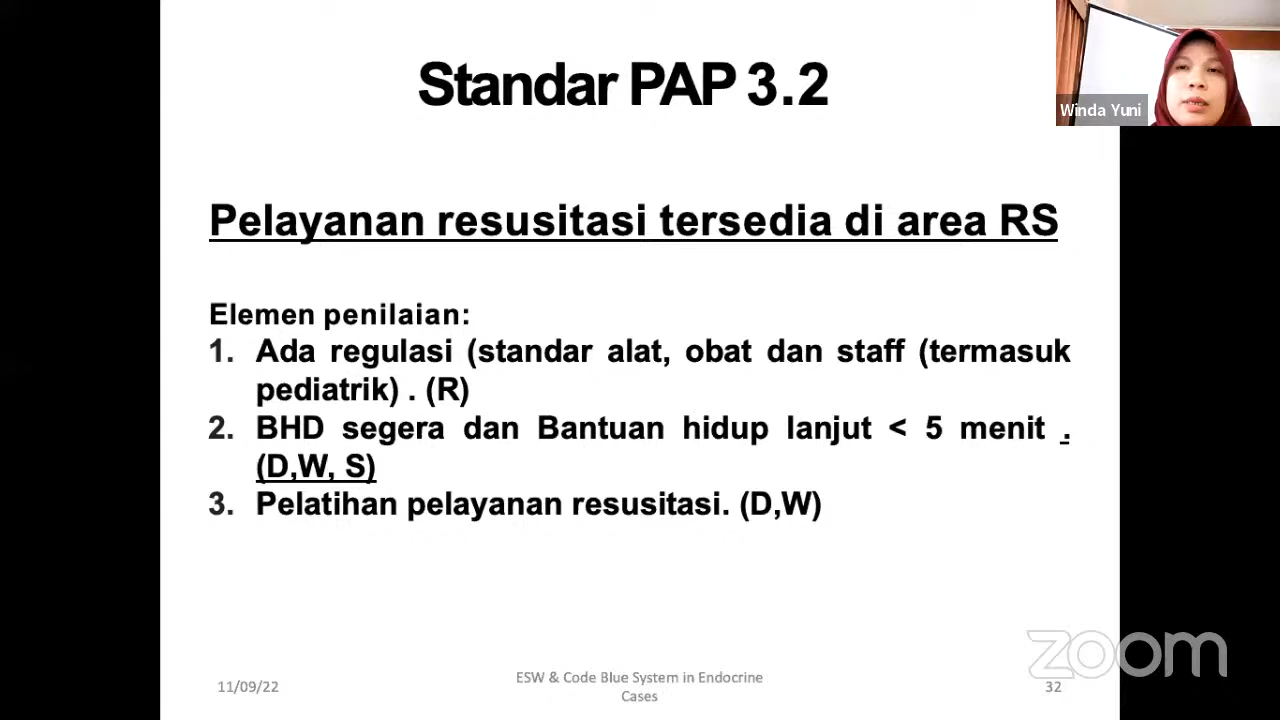 Standar PAP 3.2
Winda Yuni
Pelayanan resusitasi tersedia di area RS
Elemen penilaian:
1. Ada regulasi (standar alat, obat dan staff (termasuk
pediatrik) . (R)
2. BHD segera dan Bantuan hidup lanjut < 5 menit .
(D,W, S)
3. Pelatihan pelayanan resusitasi. (D,W)
zoom
11/09/22
ESW & Code Blue System in Endocrine
Cases
32